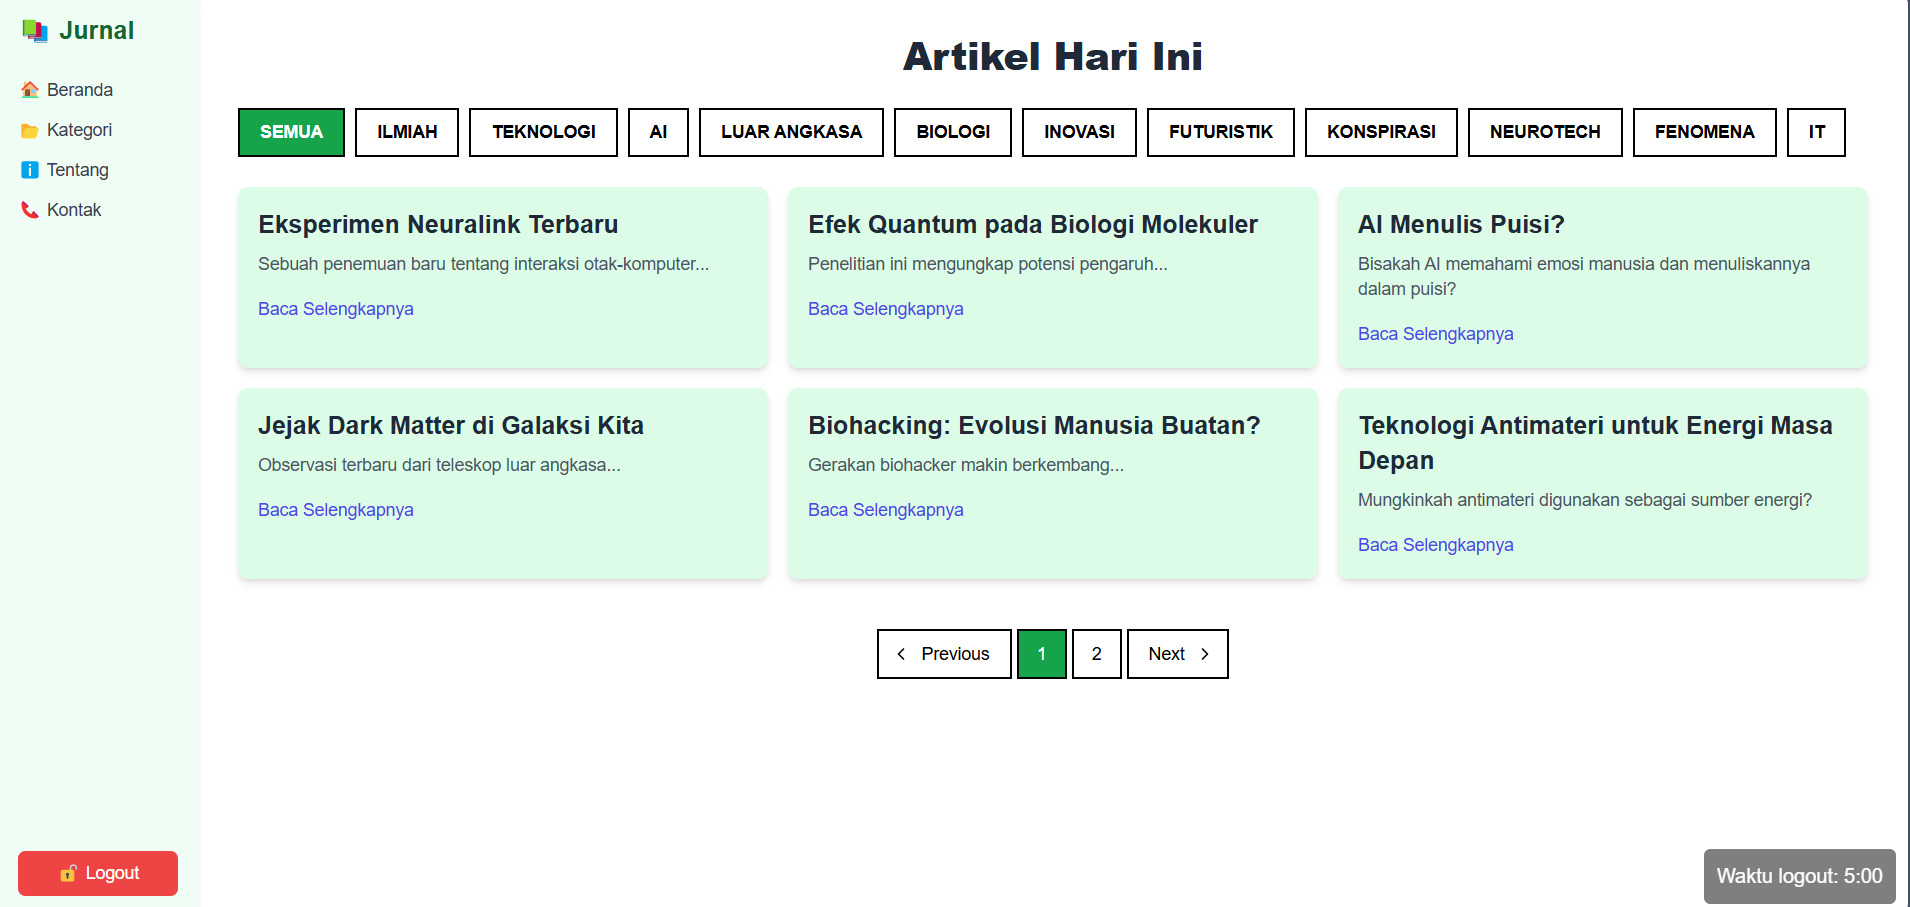 Jurnal
Beranda
Kategori
Tentang
Kontak
Logout
Artikel Hari Ini
SEMUA ILMIAH TEKNOLOGI AI LUAR ANGKASA BIOLOGI INOVASI FUTURISTIK KONSPIRASI NEUROTECH FENOMENA IT
Eksperimen Neuralink Terbaru
Sebuah penemuan baru tentang interaksi otak-komputer...
Baca Selengkapnya
Efek Quantum pada Biologi Molekuler
Penelitian ini mengungkap potensi pengaruh...
Baca Selengkapnya
AI Menulis Puisi?
Bisakah AI memahami emosi manusia dan menuliskannya
dalam puisi?
Baca Selengkapnya
Jejak Dark Matter di Galaksi Kita
Observasi terbaru dari teleskop luar angkasa...
Baca Selengkapnya
Biohacking: Evolusi Manusia Buatan?
Gerakan biohacker makin berkembang...
Baca Selengkapnya
Teknologi Antimateri untuk Energi Masa
Depan
Mungkinkah antimateri digunakan sebagai sumber energi?
Baca Selengkapnya
Previous 1 2 Next
Waktu logout: 5:00